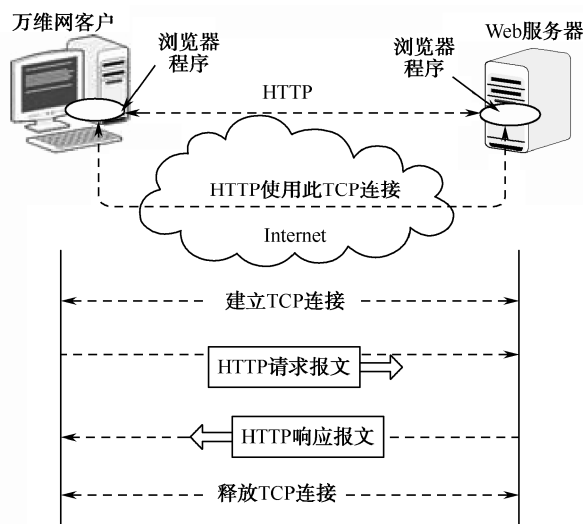 万维网客户
Web服务器
浏览器
程序
浏览器
程序
HTTP
HTTP使用此TCP连接
Internet
建立TCP连接
HTTP请求报文
HTTP响应报文
释放TCP连接